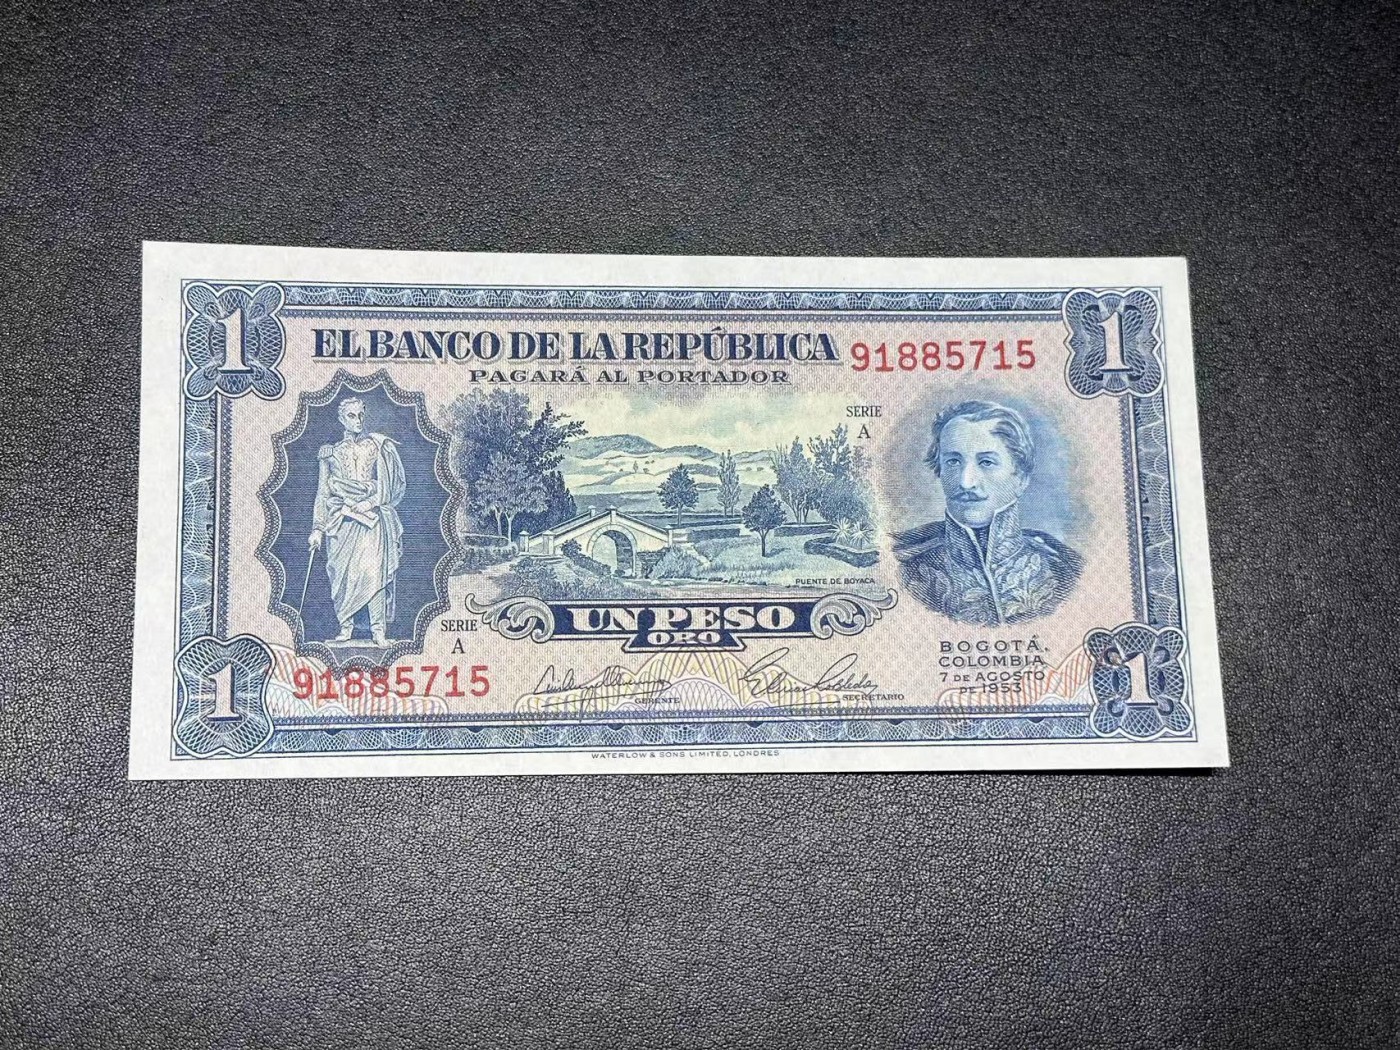 1
1
EL BANCO DE LA REPÚBLICA
91885715
PAGARÁ AL PORTADOR
SERIE
A
PUENTE DE BOYACA
UN PESO
ORO
SERIE
A
BOGOTÁ,
COLOMBIA
7 DE AGOSTO
DE 1953
1
91885715
GERENTE
SECRETARIO
1
WATERLOW & SONS LIMITED, LONDRES